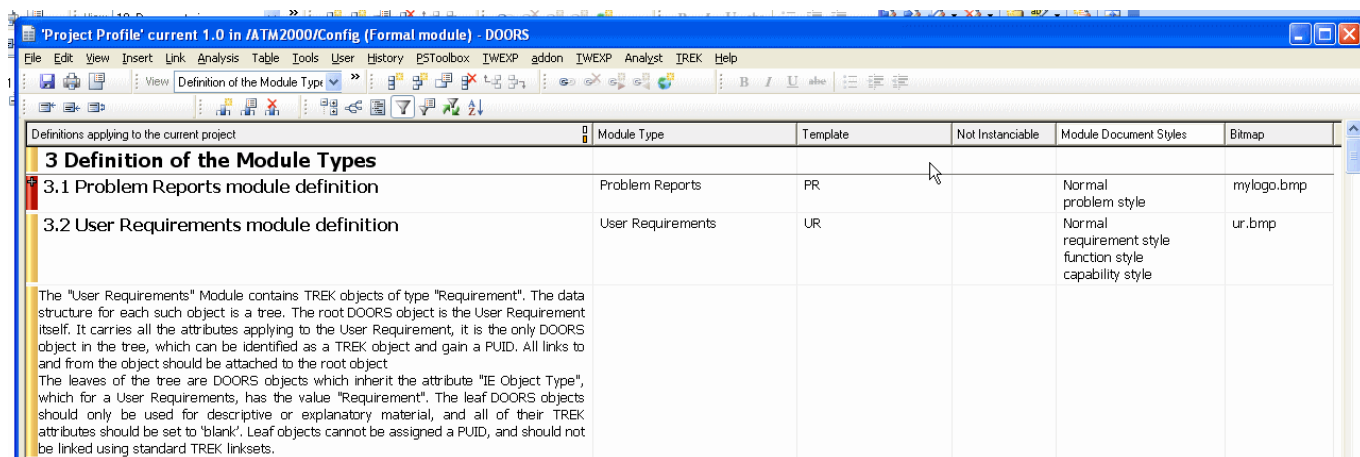 'Project Profile' current 1.0 in /ATM2000/Config (Formal module) - DOORS
File Edit View Insert Link Analysis Table Tools User History PSToolbox TWEXP addon TWEXP Analyst TREK Help
View Definition of the Module Type
B I U abc
Definitions applying to the current project Module Type Template Not Instanciable Module Document Styles Bitmap
3 Definition of the Module Types
3.1 Problem Reports module definition Problem Reports PR Normal mylogo.bmp
problem style
3.2 User Requirements module definition User Requirements UR Normal ur.bmp
requirement style
function style
capability style
The "User Requirements" Module contains TREK objects of type "Requirement". The data
structure for each such object is a tree. The root DOORS object is the User Requirement
itself. It carries all the attributes applying to the User Requirement, it is the only DOORS
object in the tree, which can be identified as a TREK object and gain a PUID. All links to
and from the object should be attached to the root object
The leaves of the tree are DOORS objects which inherit the attribute "IE Object Type",
which for a User Requirements, has the value "Requirement". The leaf DOORS objects
should only be used for descriptive or explanatory material, and all of their TREK
attributes should be set to 'blank'. Leaf objects cannot be assigned a PUID, and should not
be linked using standard TREK linksets.